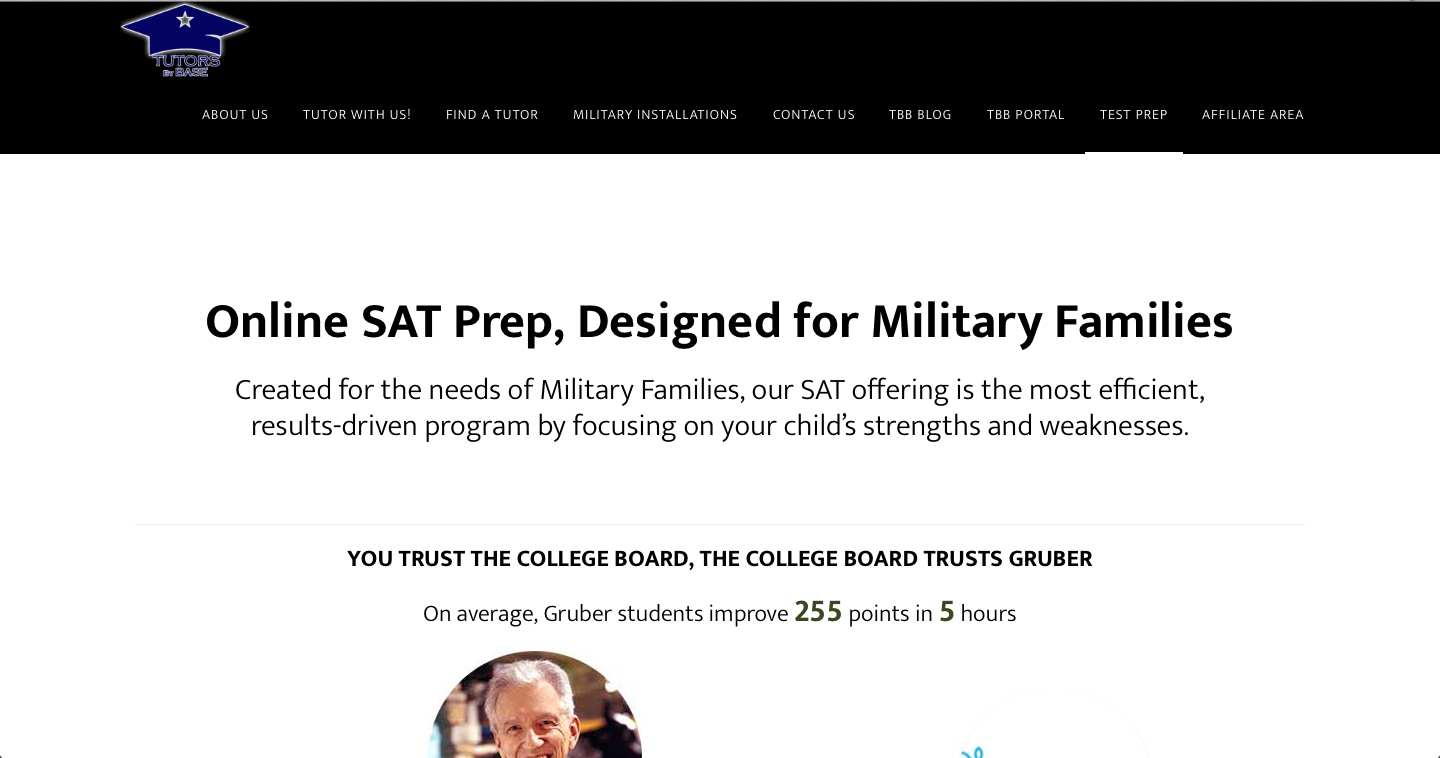 TUTORS
BY BASE
ABOUT US TUTOR WITH US! FIND A TUTOR MILITARY INSTALLATIONS CONTACT US TBB BLOG TBB PORTAL TEST PREP AFFILIATE AREA
Online SAT Prep, Designed for Military Families
Created for the needs of Military Families, our SAT offering is the most efficient,
results-driven program by focusing on your child’s strengths and weaknesses.
YOU TRUST THE COLLEGE BOARD, THE COLLEGE BOARD TRUSTS GRUBER
On average, Gruber students improve 255 points in 5 hours